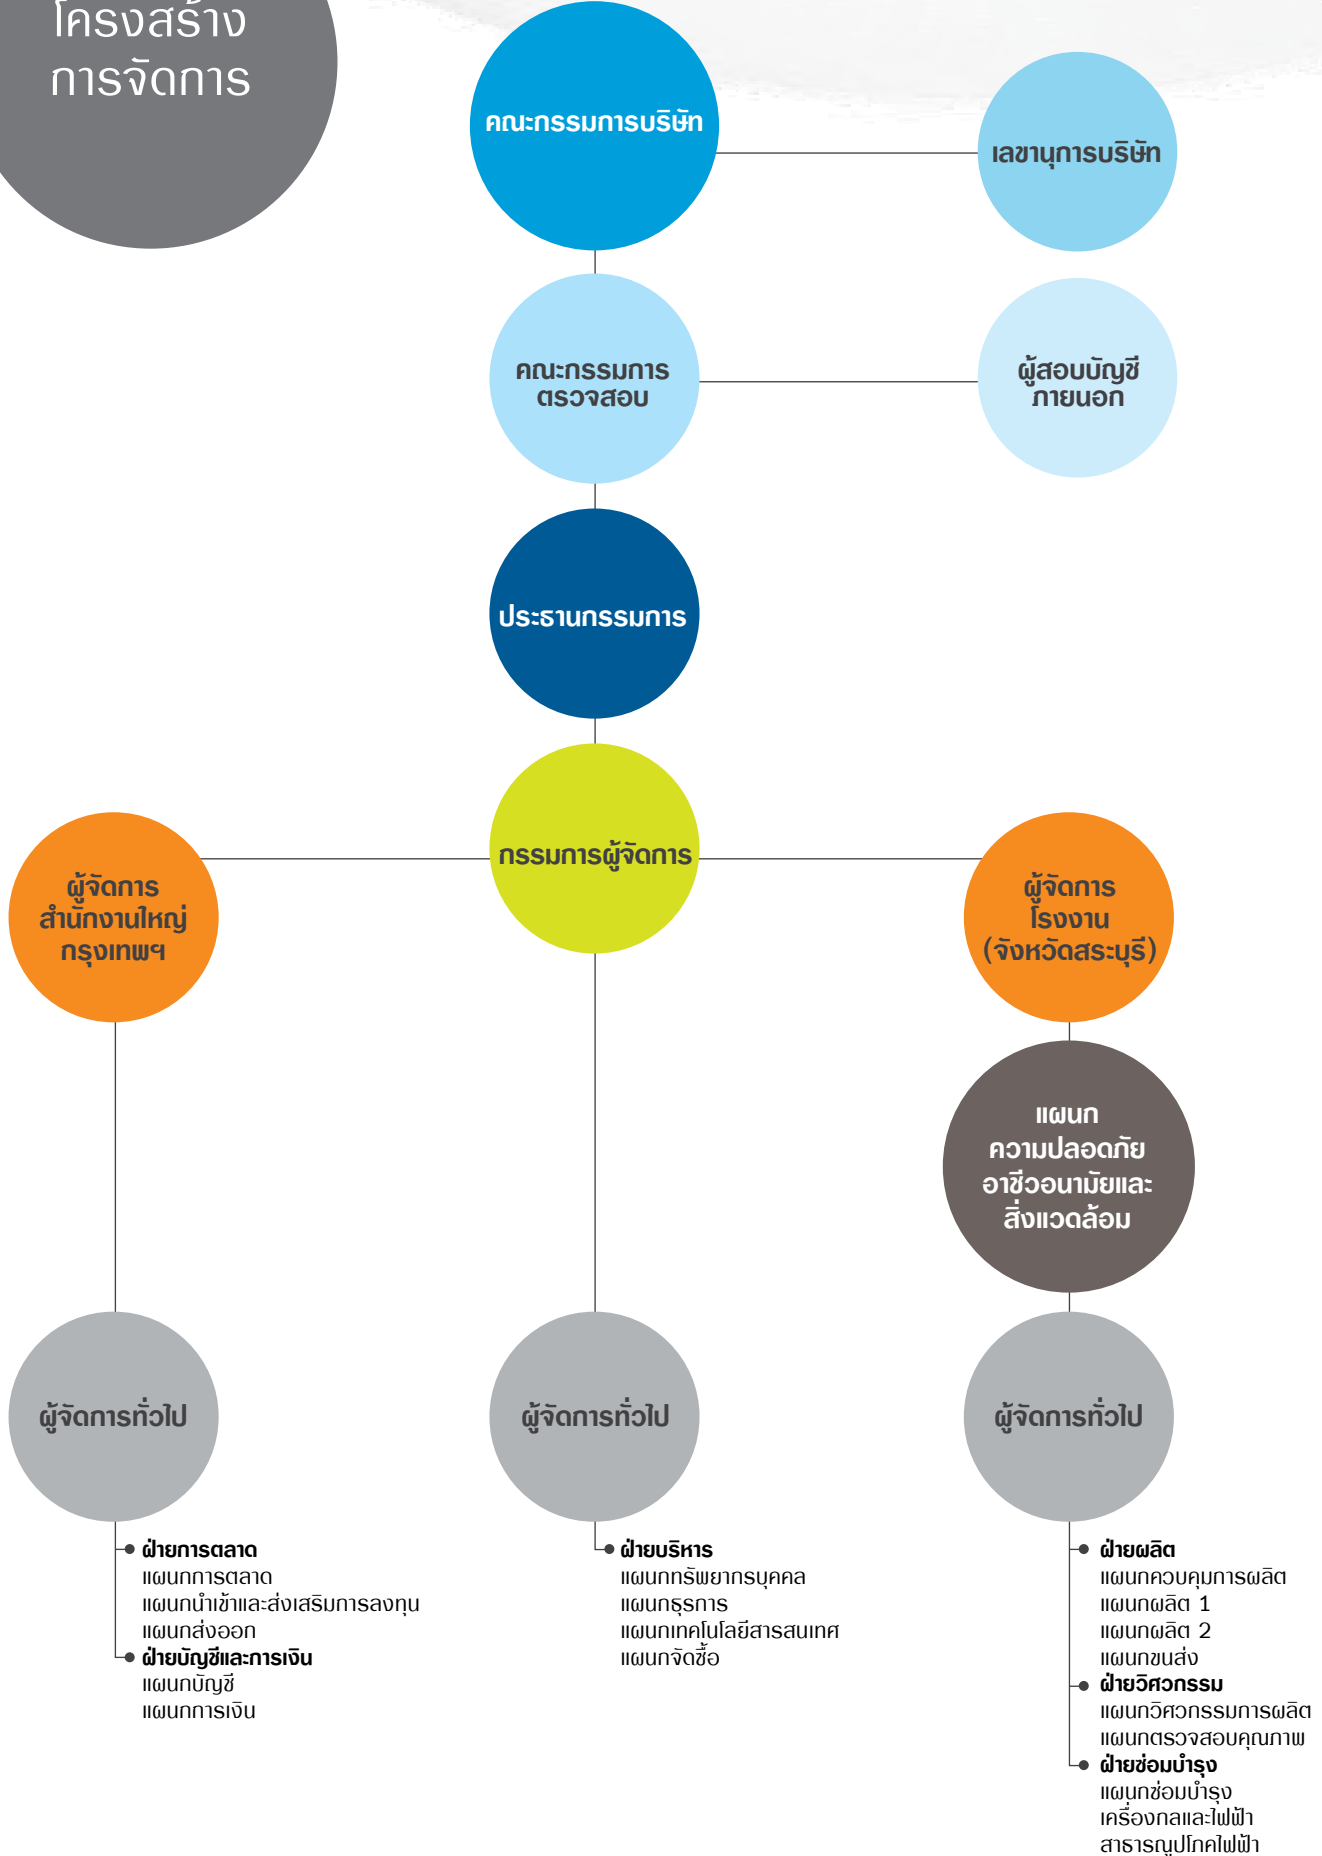 โครงสร้าง
การจัดการ
คณะกรรมการบริษัท
เลขานุการบริษัท
คณะกรรมการ
ตรวจสอบ
ผู้สอบบัญชี
ภายนอก
ประธานกรรมการ
กรรมการผู้จัดการ
ผู้จัดการ
สำนักงานใหญ่
กรุงเทพฯ
ผู้จัดการ
โรงงาน
(จังหวัดสระบุรี)
แผนก
ความปลอดภัย
อาชีวอนามัยและ
สิ่งแวดล้อม
ผู้จัดการทั่วไป
ผู้จัดการทั่วไป
ผู้จัดการทั่วไป
ฝ่ายการตลาด
แผนกการตลาด
แผนกนำเข้าและส่งเสริมการลงทุน
แผนกส่งออก
ฝ่ายบัญชีและการเงิน
แผนกบัญชี
แผนกการเงิน
ฝ่ายบริหาร
แผนกทรัพยากรบุคคล
แผนกธุรการ
แผนกเทคโนโลยีสารสนเทศ
แผนกจัดซื้อ
ฝ่ายผลิต
แผนกควบคุมการผลิต
แผนกผลิต 1
แผนกผลิต 2
แผนกขนส่ง
ฝ่ายวิศวกรรม
แผนกวิศวกรรมการผลิต
แผนกตรวจสอบคุณภาพ
ฝ่ายซ่อมบำรุง
แผนกซ่อมบำรุง
เครื่องกลและไฟฟ้า
สาธารณูปโภคไฟฟ้า